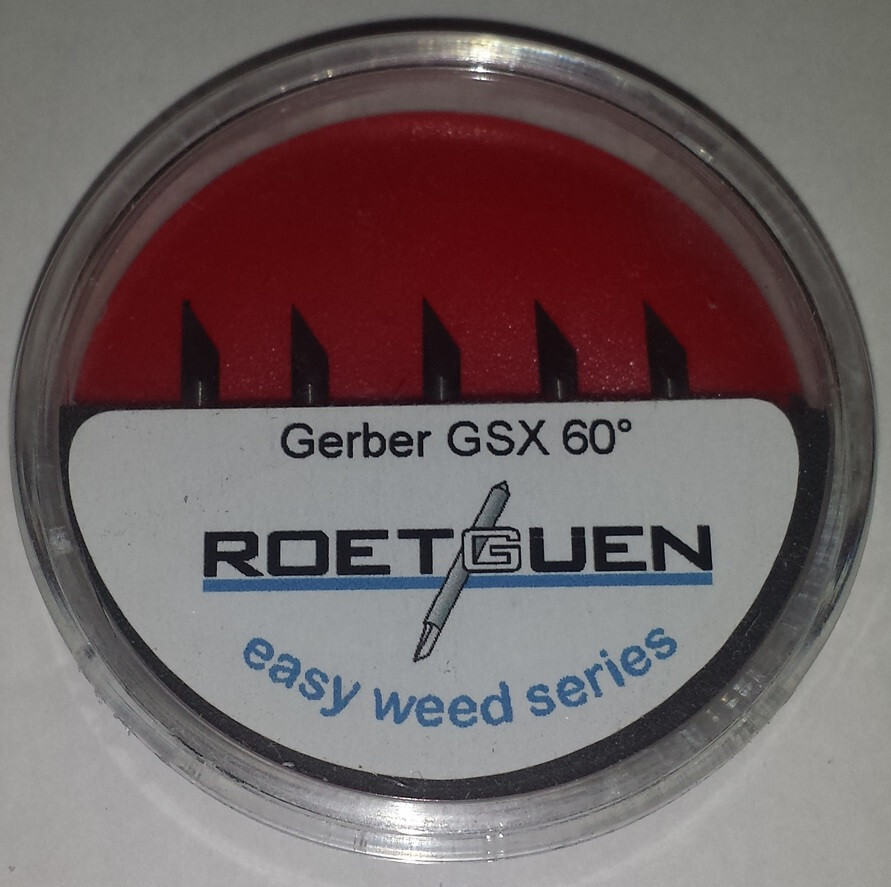 Gerber GSX 60°
ROETGUEN
easy weed series